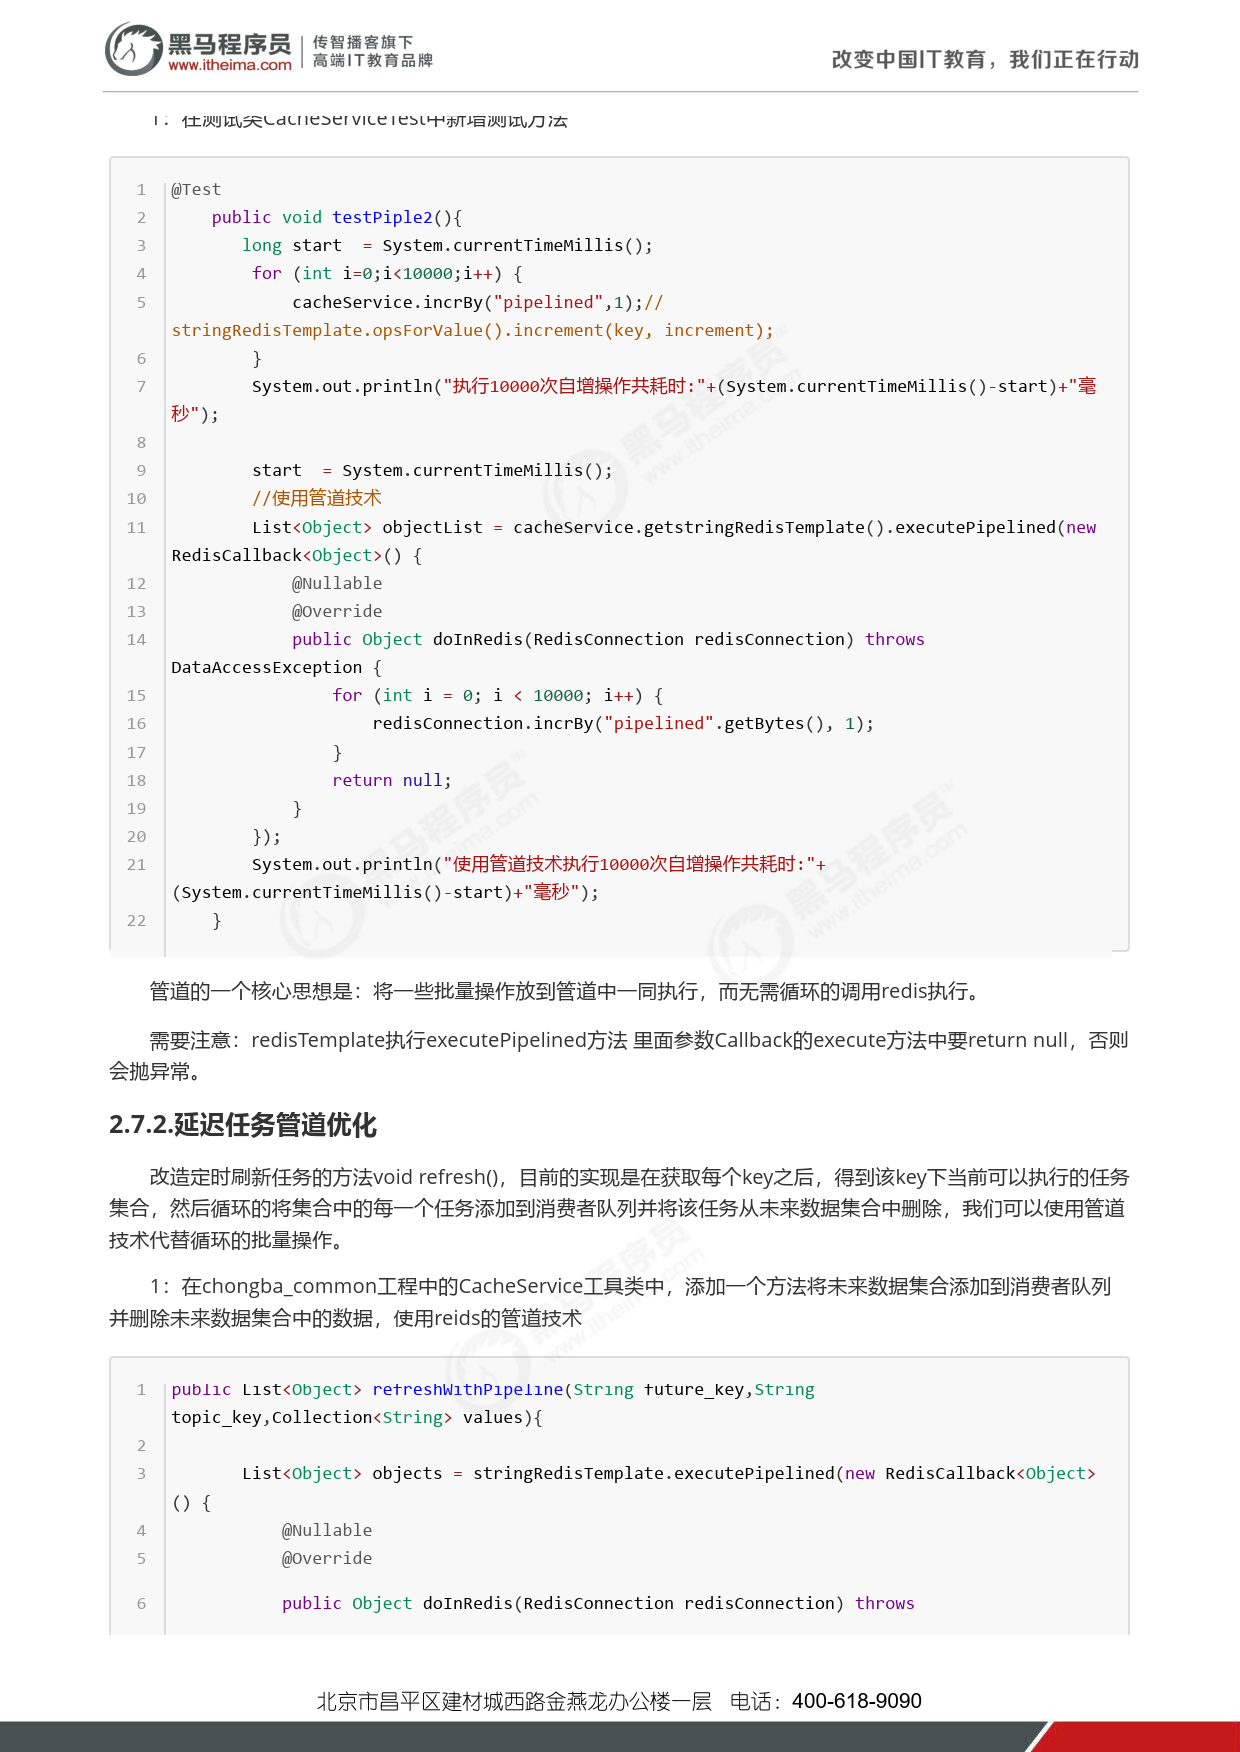 黑马程序员
www.itheima.com
传智播客旗下
高端IT教育品牌
改变中国IT教育，我们正在行动
1：在测试类CacheServiceTest中新增测试方法
1 @Test
2 public void testPiple2(){
3 long start  = System.currentTimeMillis();
4 for (int i=0;i<10000;i++) {
5 cacheService.incrBy("pipelined",1);//
stringRedisTemplate.opsForValue().increment(key, increment);
6 }
7 System.out.println("执行10000次自增操作共耗时:"+(System.currentTimeMillis()-start)+"毫
秒");
8
9 start  = System.currentTimeMillis();
10 //使用管道技术
11 List<Object> objectList = cacheService.getstringRedisTemplate().executePipelined(new
RedisCallback<Object>() {
12 @Nullable
13 @Override
14 public Object doInRedis(RedisConnection redisConnection) throws
DataAccessException {
15 for (int i = 0; i < 10000; i++) {
16 redisConnection.incrBy("pipelined".getBytes(), 1);
17 }
18 return null;
19 }
20 });
21 System.out.println("使用管道技术执行10000次自增操作共耗时:"+
(System.currentTimeMillis()-start)+"毫秒");
22 }
管道的一个核心思想是：将一些批量操作放到管道中一同执行，而无需循环的调用redis执行。
需要注意：redisTemplate执行executePipelined方法 里面参数Callback的execute方法中要return null，否则
会抛异常。
2.7.2.延迟任务管道优化
改造定时刷新任务的方法void refresh()，目前的实现是在获取每个key之后，得到该key下当前可以执行的任务
集合，然后循环的将集合中的每一个任务添加到消费者队列并将该任务从未来数据集合中删除，我们可以使用管道
技术代替循环的批量操作。
1：在chongba_common工程中的CacheService工具类中，添加一个方法将未来数据集合添加到消费者队列
并删除未来数据集合中的数据，使用reids的管道技术
1 public List<Object> refreshWithPipeline(String future_key,String
topic_key,Collection<String> values){
2
3 List<Object> objects = stringRedisTemplate.executePipelined(new RedisCallback<Object>
() {
4 @Nullable
5 @Override
6 public Object doInRedis(RedisConnection redisConnection) throws
北京市昌平区建材城西路金燕龙办公楼一层 电话：400-618-9090